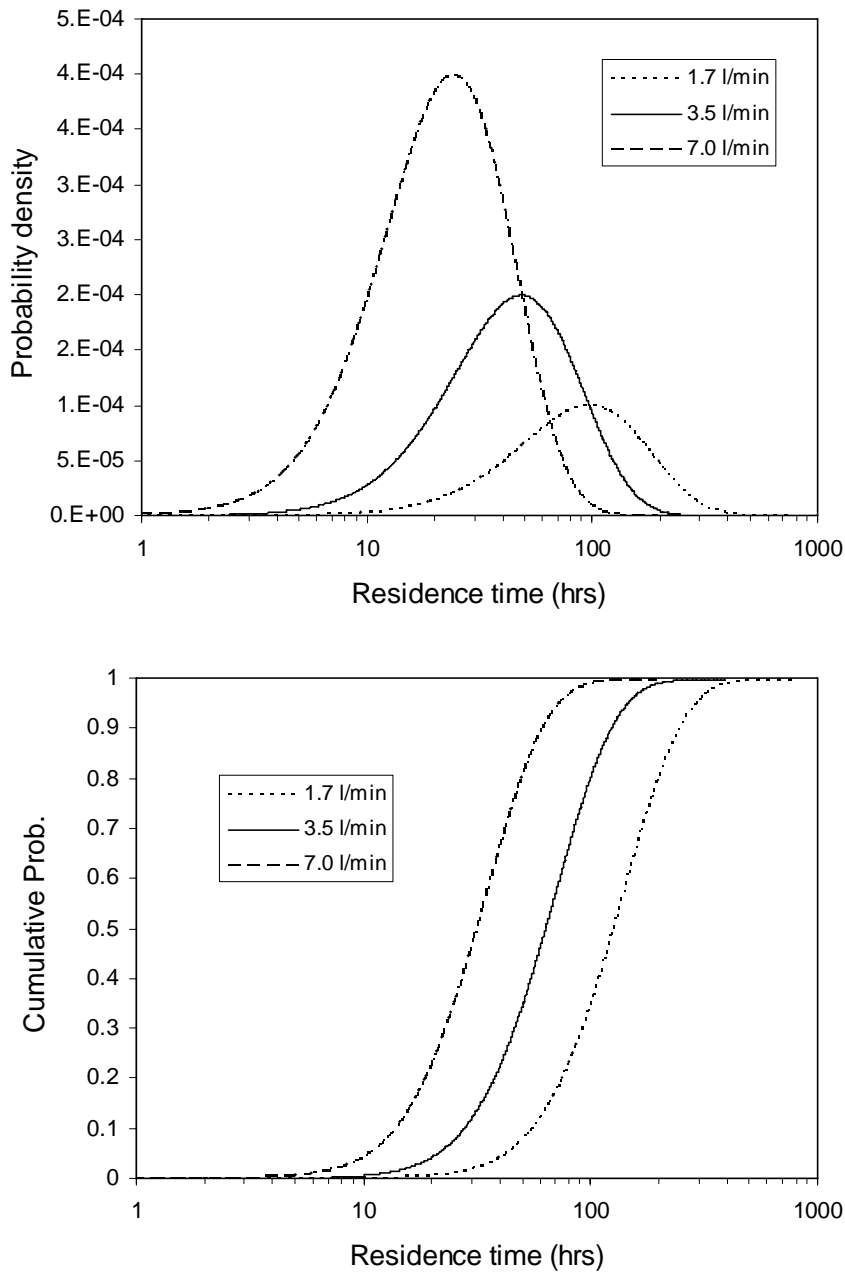 5.E-04
4.E-04
4.E-04
3.E-04
3.E-04
2.E-04
2.E-04
1.E-04
5.E-05
0.E+00
Probability density
1.7 l/min
3.5 l/min
7.0 l/min
1 10 100 1000
Residence time (hrs)
1
0.9
0.8
0.7
0.6
0.5
0.4
0.3
0.2
0.1
0
Cumulative Prob.
1.7 l/min
3.5 l/min
7.0 l/min
1 10 100 1000
Residence time (hrs)